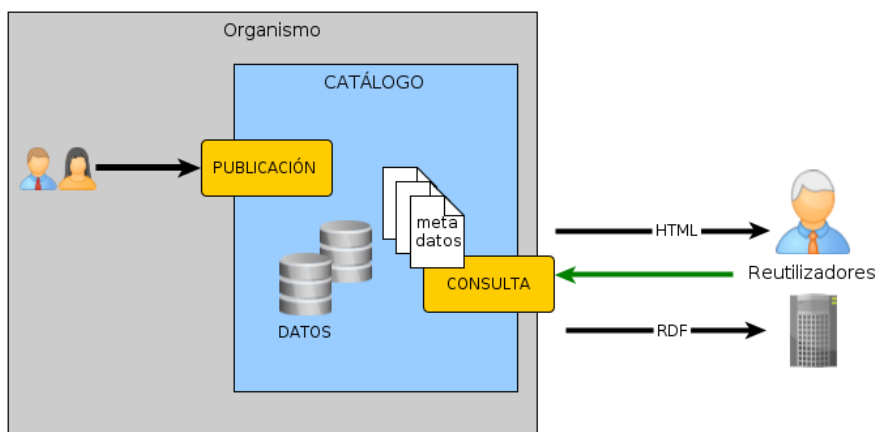 Organismo
CATÁLOGO
PUBLICACIÓN
meta
datos
HTML
CONSULTA
Reutilizadores
DATOS
RDF